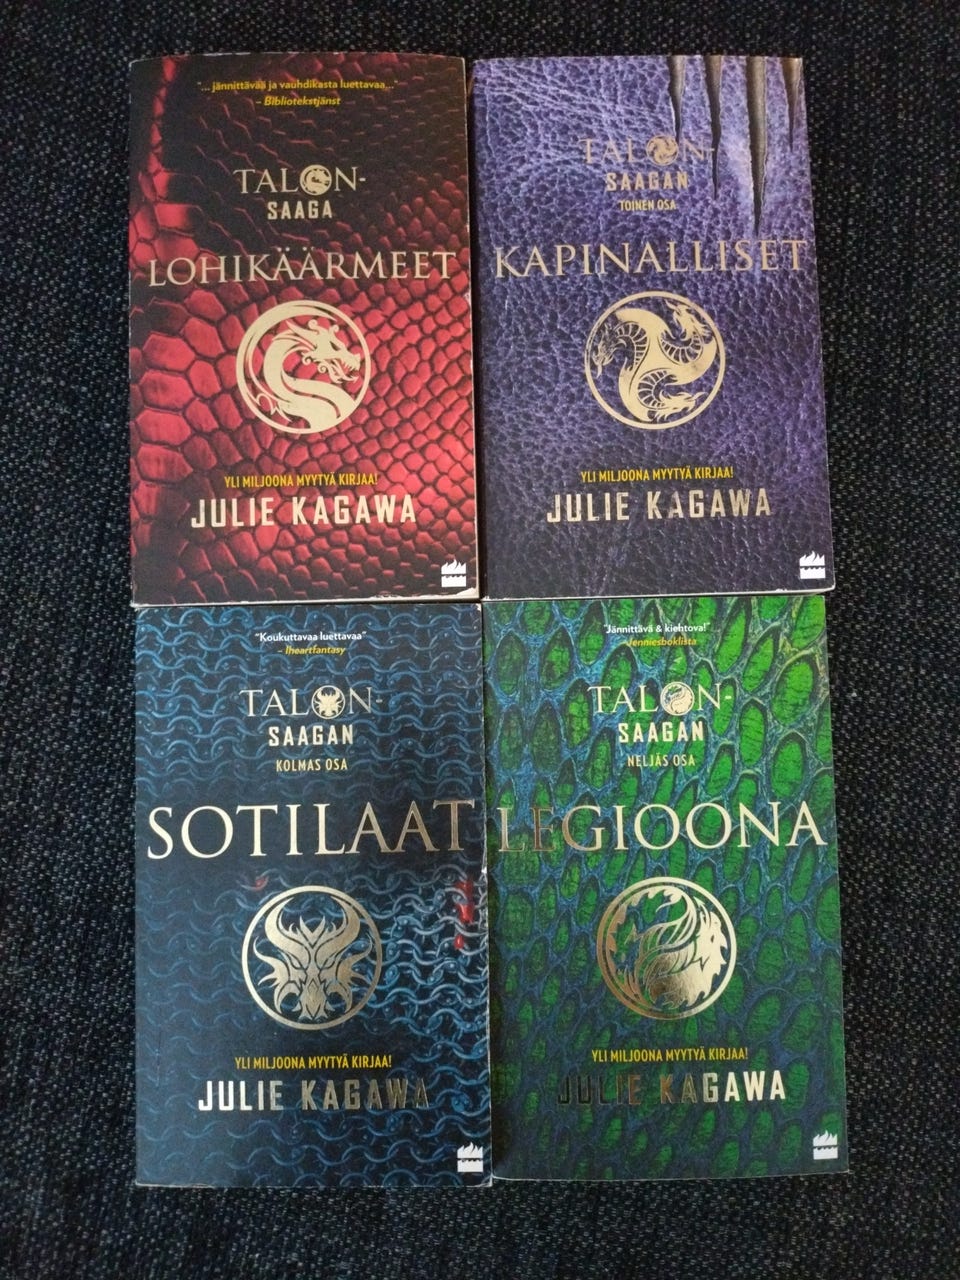 "... jännittävää ja vauhdikasta luettavaa..."
– Bibliotekstjänst
TALON-
SAAGA
LOHIKÄÄRMEET
YLI MILJOONA MYYTYÄ KIRJAA!
JULIE KAGAWA
TALON-
SAAGAN
TOINEN OSA
KAPINALLISET
YLI MILJOONA MYYTYÄ KIRJAA!
JULIE KAGAWA
"Koukuttavaa luettavaa"
– Iheartfantasy
TALON-
SAAGAN
KOLMAS OSA
SOTILAAT
YLI MILJOONA MYYTYÄ KIRJAA!
JULIE KAGAWA
"Jännittävä & kiehtova!"
–Jenniesboklista
TALON-
SAAGAN
NELJÄS OSA
LEGIOONA
YLI MILJOONA MYYTYÄ KIRJAA!
JULIE KAGAWA